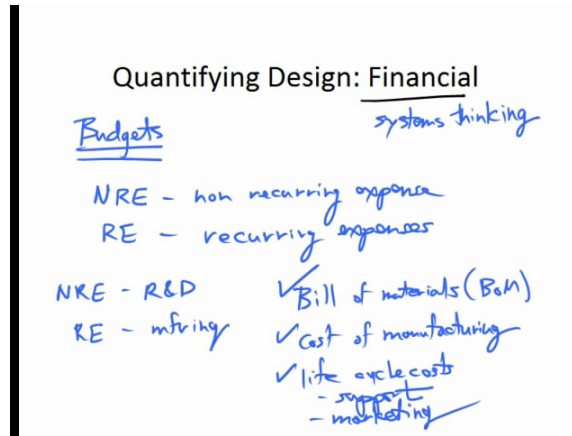 Quantifying Design: Financial
systems thinking
Budgets
NRE - non recurring expense
RE - recurring expenses
NRE - R&D
RE - mfring
✓Bill of materials (BoM)
✓Cost of manufacturing
✓life cycle costs
- support
- marketing